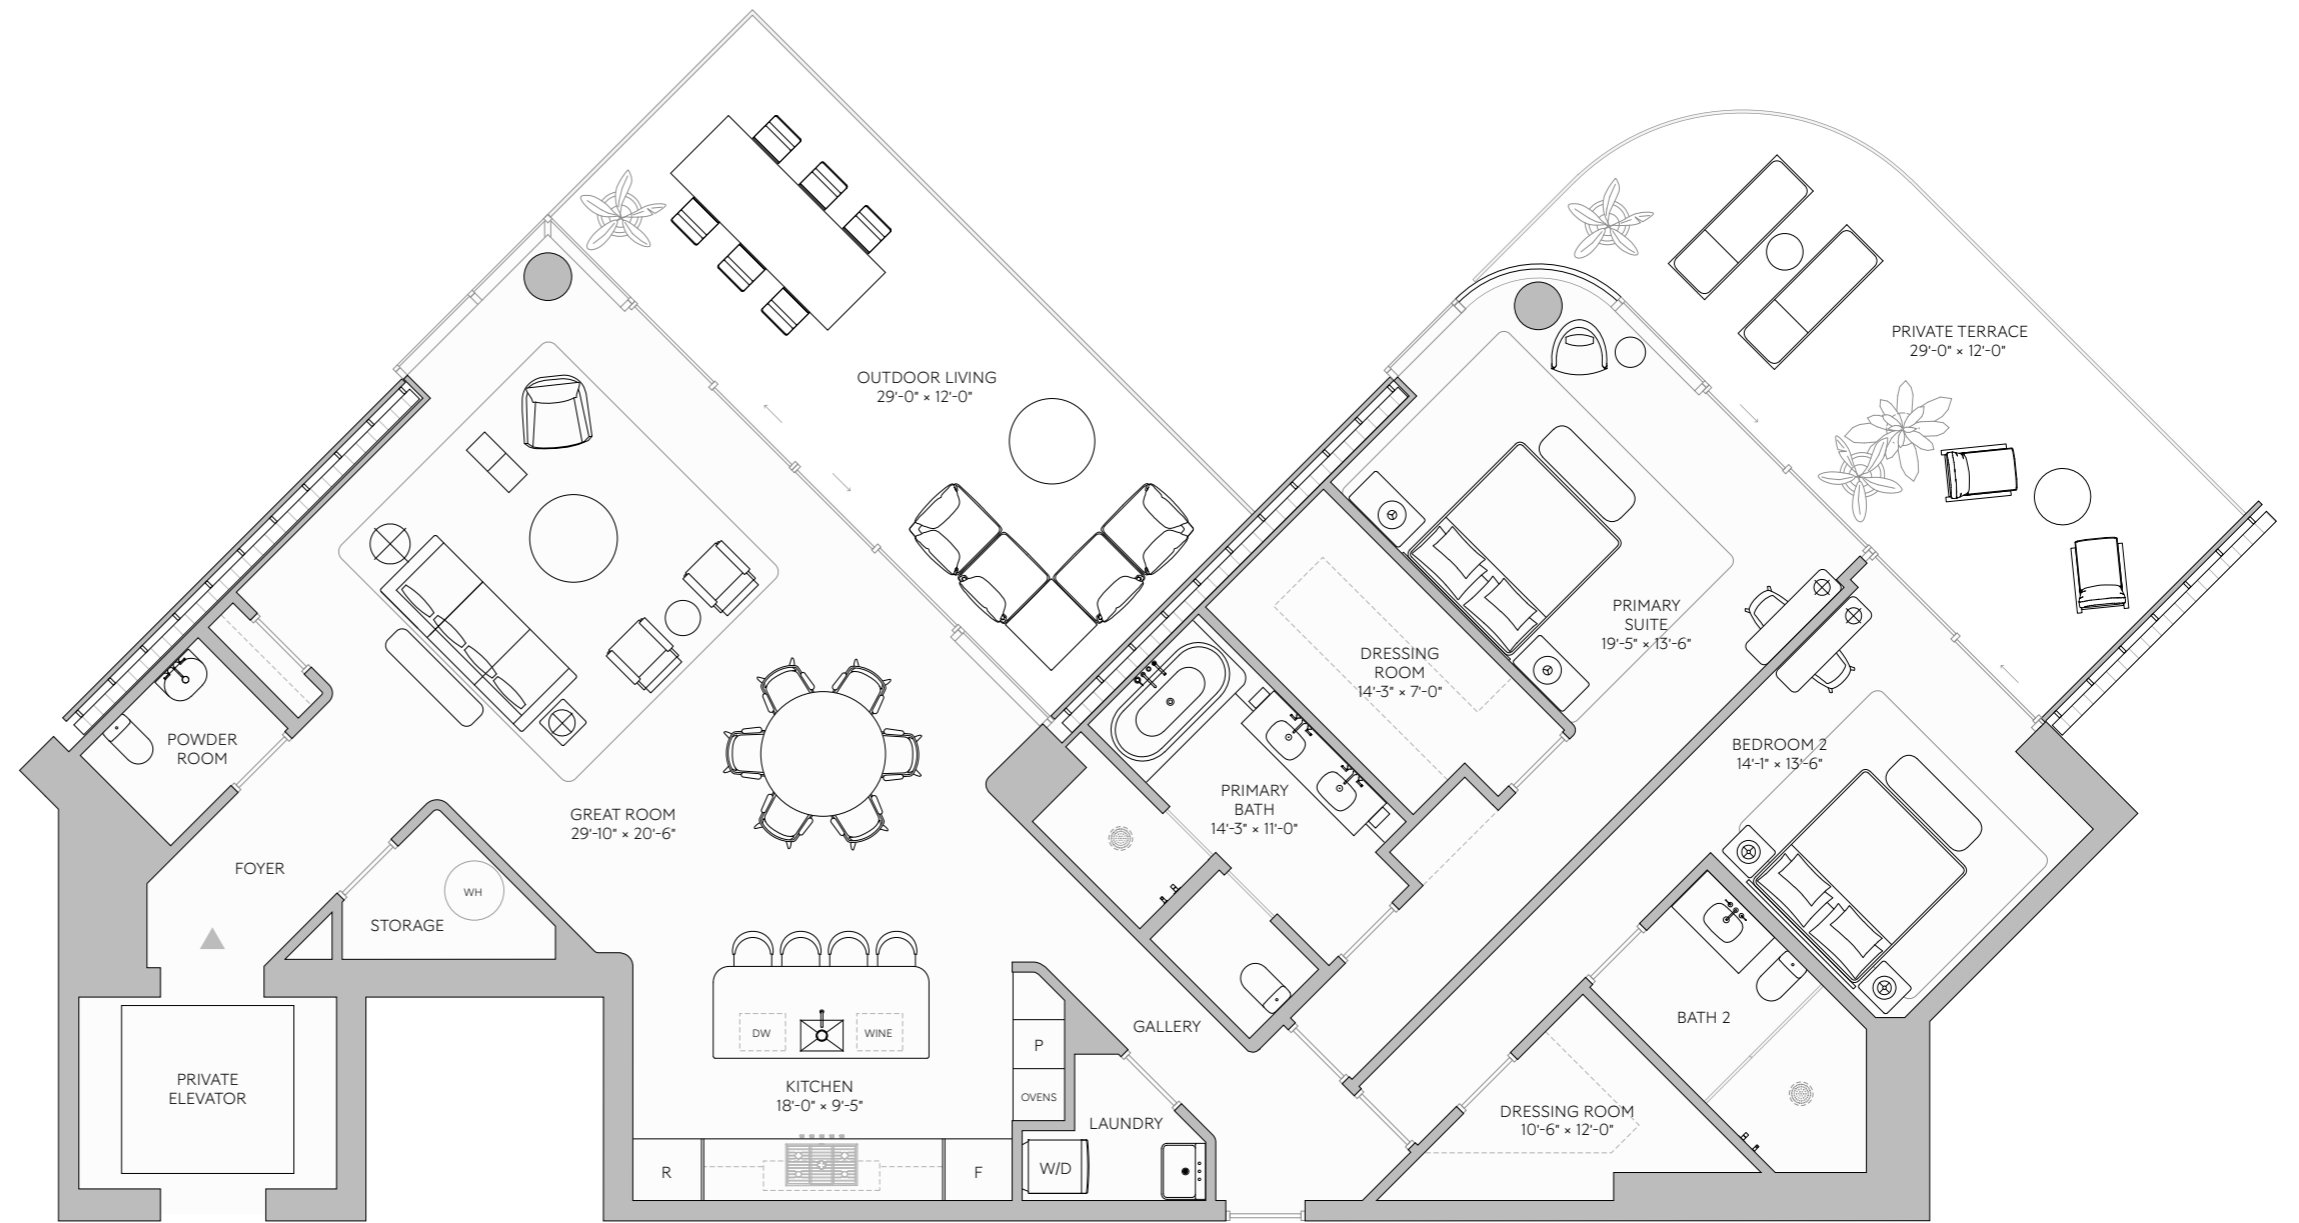 OUTDOOR LIVING
29'-0" × 12'-0"
PRIVATE TERRACE
29'-0" × 12'-0"
PRIMARY
SUITE
19'-5" × 13'-6"
DRESSING
ROOM
14'-3" × 7'-0"
POWDER
ROOM
BEDROOM 2
14'-1" × 13'-6"
PRIMARY
BATH
14'-3" × 11'-0"
GREAT ROOM
29'-10" × 20'-6"
FOYER
WH
STORAGE
BATH 2
GALLERY
DW
WINE
P
PRIVATE
ELEVATOR
KITCHEN
18'-0" × 9'-5"
OVENS
LAUNDRY
DRESSING ROOM
10'-6" × 12'-0"
R
F
W/D